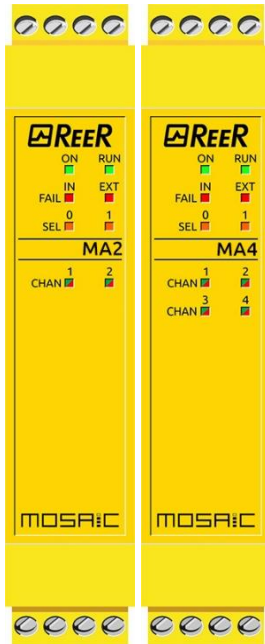 REER
ON RUN
IN EXT
FAIL
0 1
SEL
MA2
1 2
CHAN
MOSAIC
REER
ON RUN
IN EXT
FAIL
0 1
SEL
MA4
1 2
CHAN
3 4
CHAN
MOSAIC